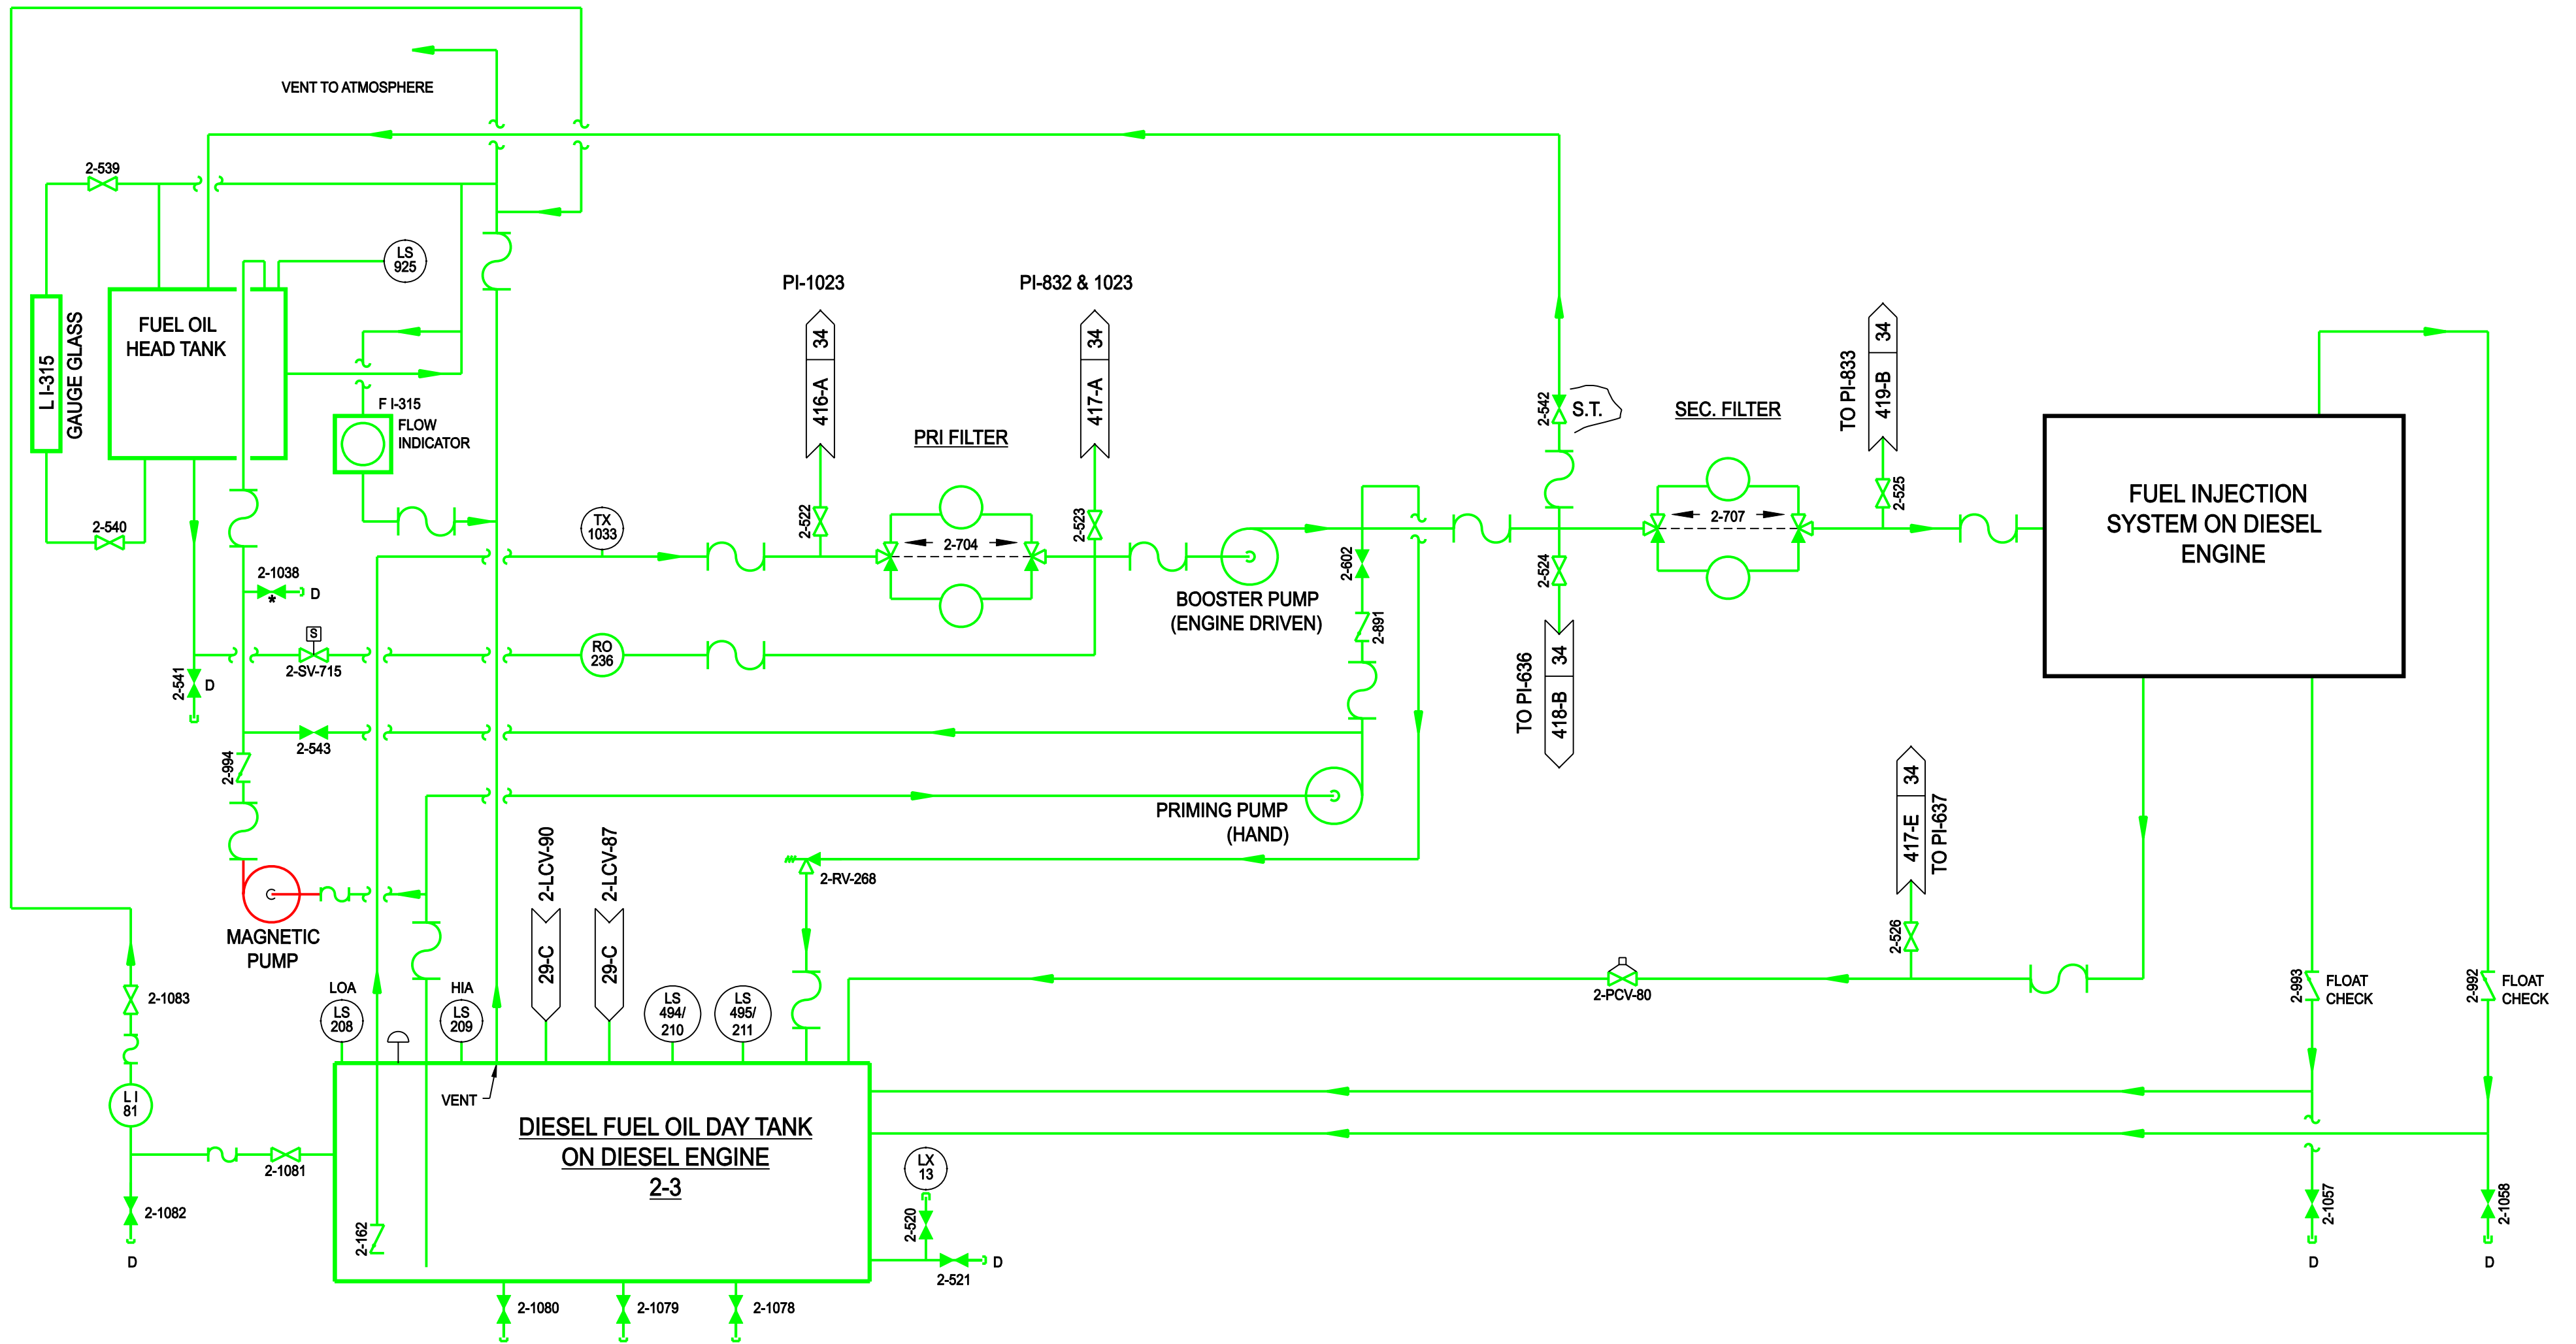 VENT TO ATMOSPHERE
2-539
LS
925
L I-315
GAUGE GLASS
FUEL OIL
HEAD TANK
F I-315
FLOW
INDICATOR
2-540
2-1038
*
D
S
2-SV-715
2-541
D
2-543
2-994
MAGNETIC
PUMP
TX
1033
RO
236
PI-1023
34
416-A
2-522
PRI FILTER
2-704
PI-832 & 1023
34
417-A
2-523
BOOSTER PUMP
(ENGINE DRIVEN)
2-602
2-891
PRIMING PUMP
(HAND)
2-RV-268
2-542
S.T.
2-524
TO PI-636
34
418-B
SEC. FILTER
2-707
TO PI-833
34
419-B
2-525
FUEL INJECTION
SYSTEM ON DIESEL
ENGINE
34
417-E
TO PI-637
2-526
2-PCV-80
2-993
FLOAT
CHECK
2-992
FLOAT
CHECK
2-1057
D
2-1058
D
2-1083
L I
81
2-1081
2-1082
D
LOA
LS
208
HIA
LS
209
2-LCV-90
29-C
2-LCV-87
29-C
LS
494/
210
LS
495/
211
VENT
DIESEL FUEL OIL DAY TANK
ON DIESEL ENGINE
2-3
2-162
LX
13
2-520
2-521
D
2-1080
2-1079
2-1078